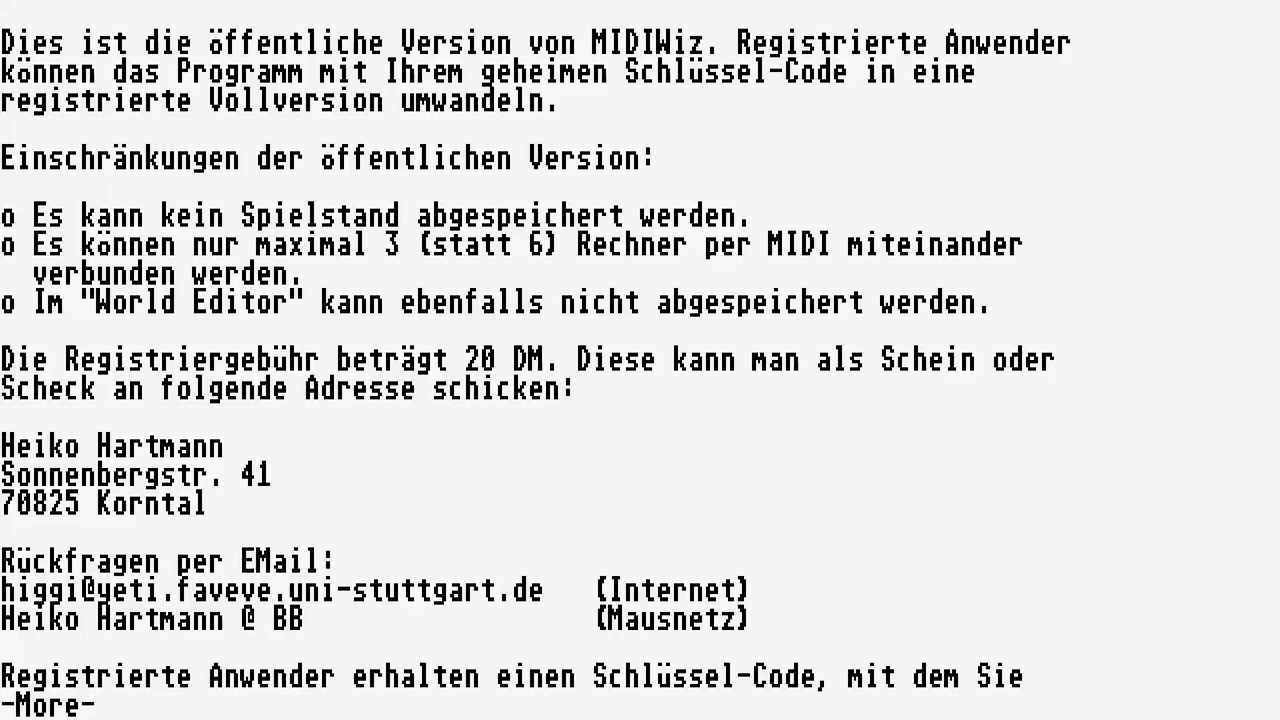 Dies ist die öffentliche Version von MIDIWiz. Registrierte Anwender
können das Programm mit Ihrem geheimen Schlüssel-Code in eine
registrierte Vollversion umwandeln.
Einschränkungen der öffentlichen Version:
o Es kann kein Spielstand abgespeichert werden.
o Es können nur maximal 3 (statt 6) Rechner per MIDI miteinander
verbunden werden.
o Im "World Editor" kann ebenfalls nicht abgespeichert werden.
Die Registriergebühr beträgt 20 DM. Diese kann man als Schein oder
Scheck an folgende Adresse schicken:
Heiko Hartmann
Sonnenbergstr. 41
70825 Korntal
Rückfragen per EMail:
higgi@yeti.faveve.uni-stuttgart.de (Internet)
Heiko Hartmann @ BB (Mausnetz)
Registrierte Anwender erhalten einen Schlüssel-Code, mit dem Sie
-More-